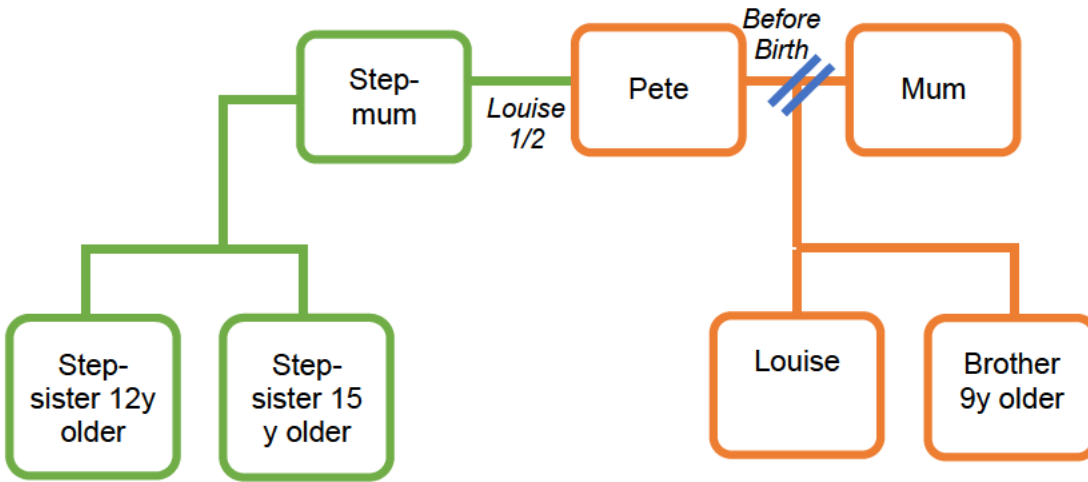 Before
Birth
Step-
mum
Louise
1/2
Pete
Mum
Step-
sister 12y
older
Step-
sister 15
y older
Louise
Brother
9y older